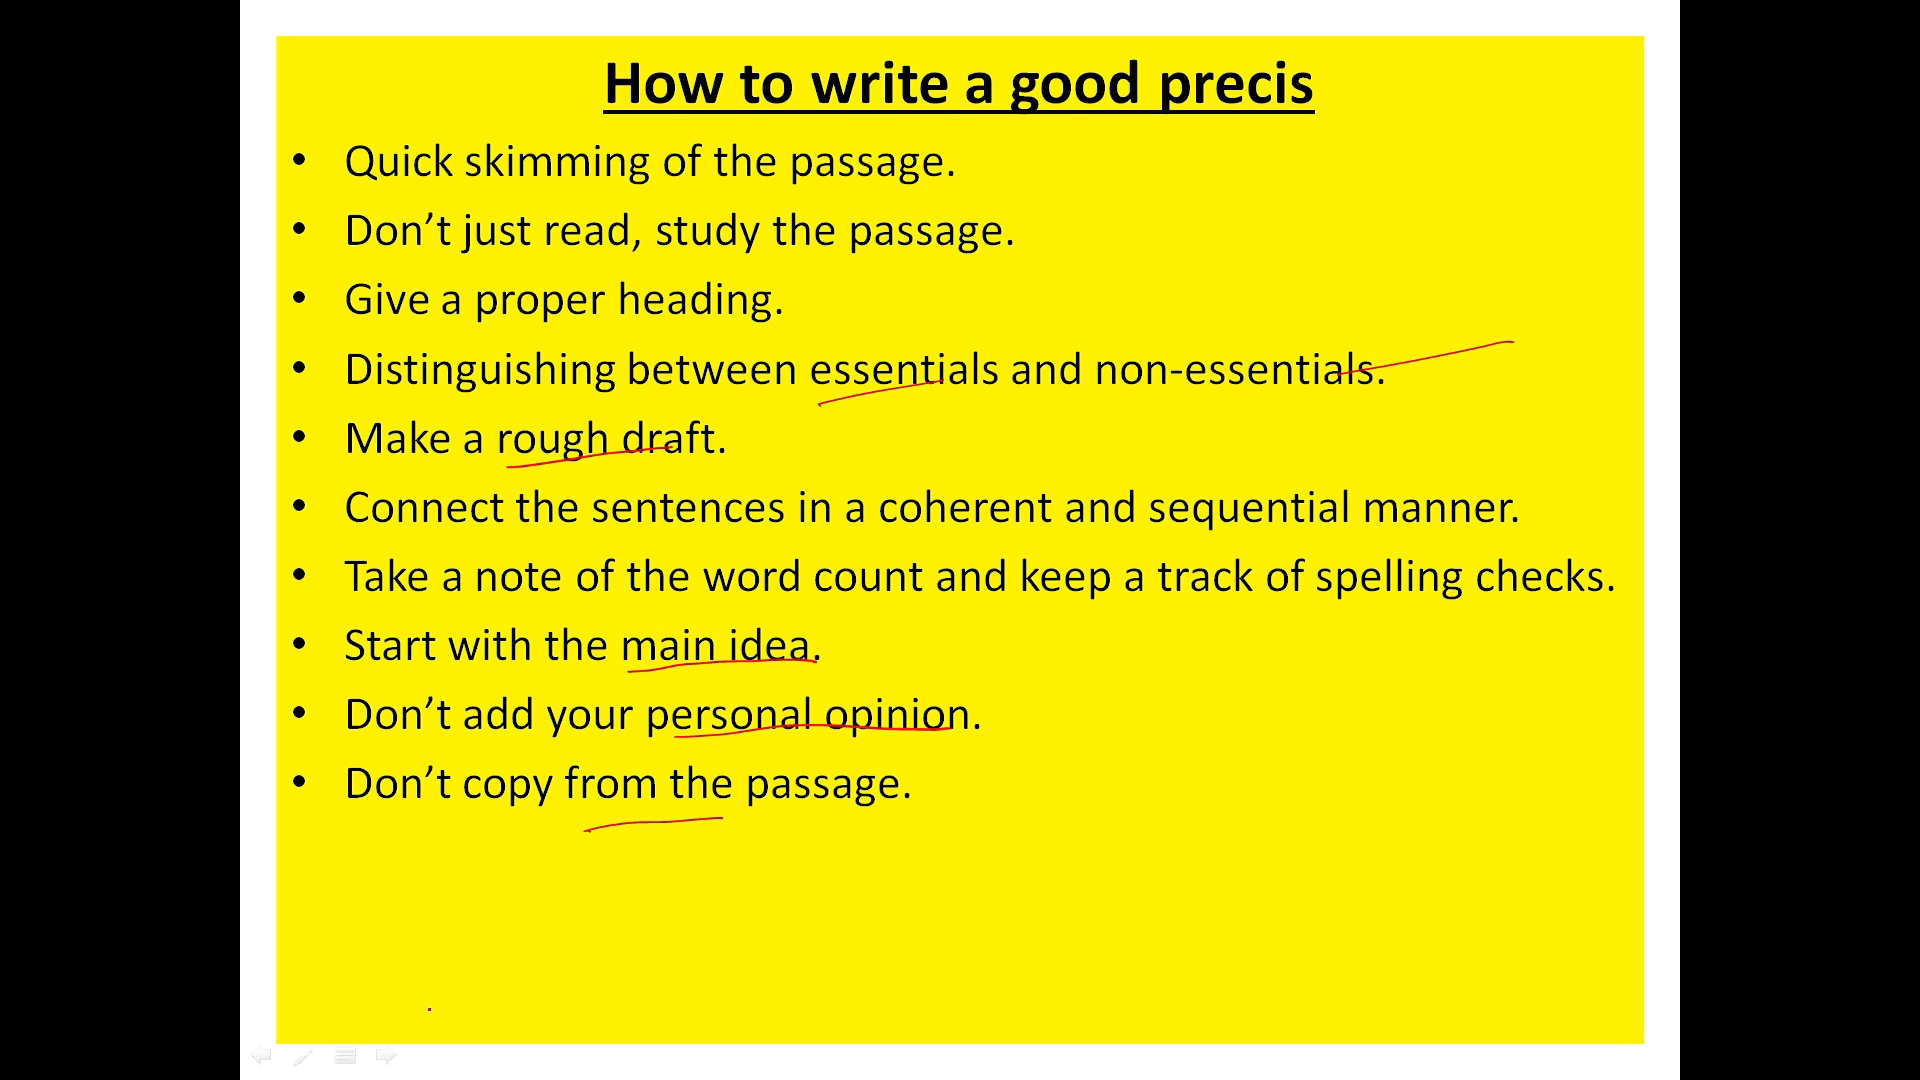 How to write a good precis
• Quick skimming of the passage.
• Don’t just read, study the passage.
• Give a proper heading.
• Distinguishing between essentials and non-essentials.
• Make a rough draft.
• Connect the sentences in a coherent and sequential manner.
• Take a note of the word count and keep a track of spelling checks.
• Start with the main idea.
• Don’t add your personal opinion.
• Don’t copy from the passage.